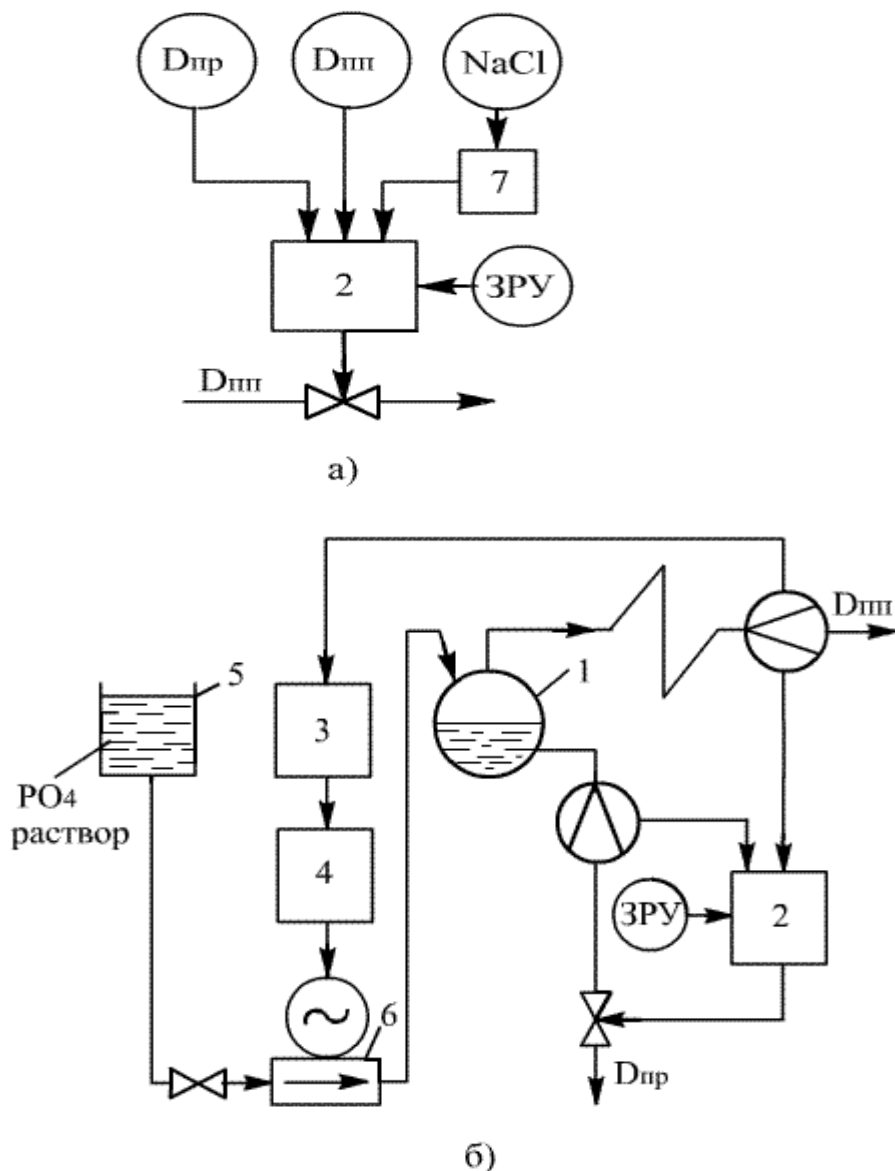 Dпр Dпп NaCl
7
2 ЗРУ
Dпп
а)
Dпп
5 1
3
PO4
раствор
4 ЗРУ 2
6
Dпр
б)